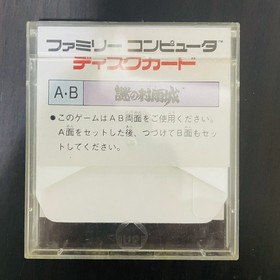 ファミリー コンピュータ
ディスクカード
A・B 謎の村雨城
●このゲームはAB両面をご使用ください。
A面をセットした後、つづけてB面もセッ
トしてください。